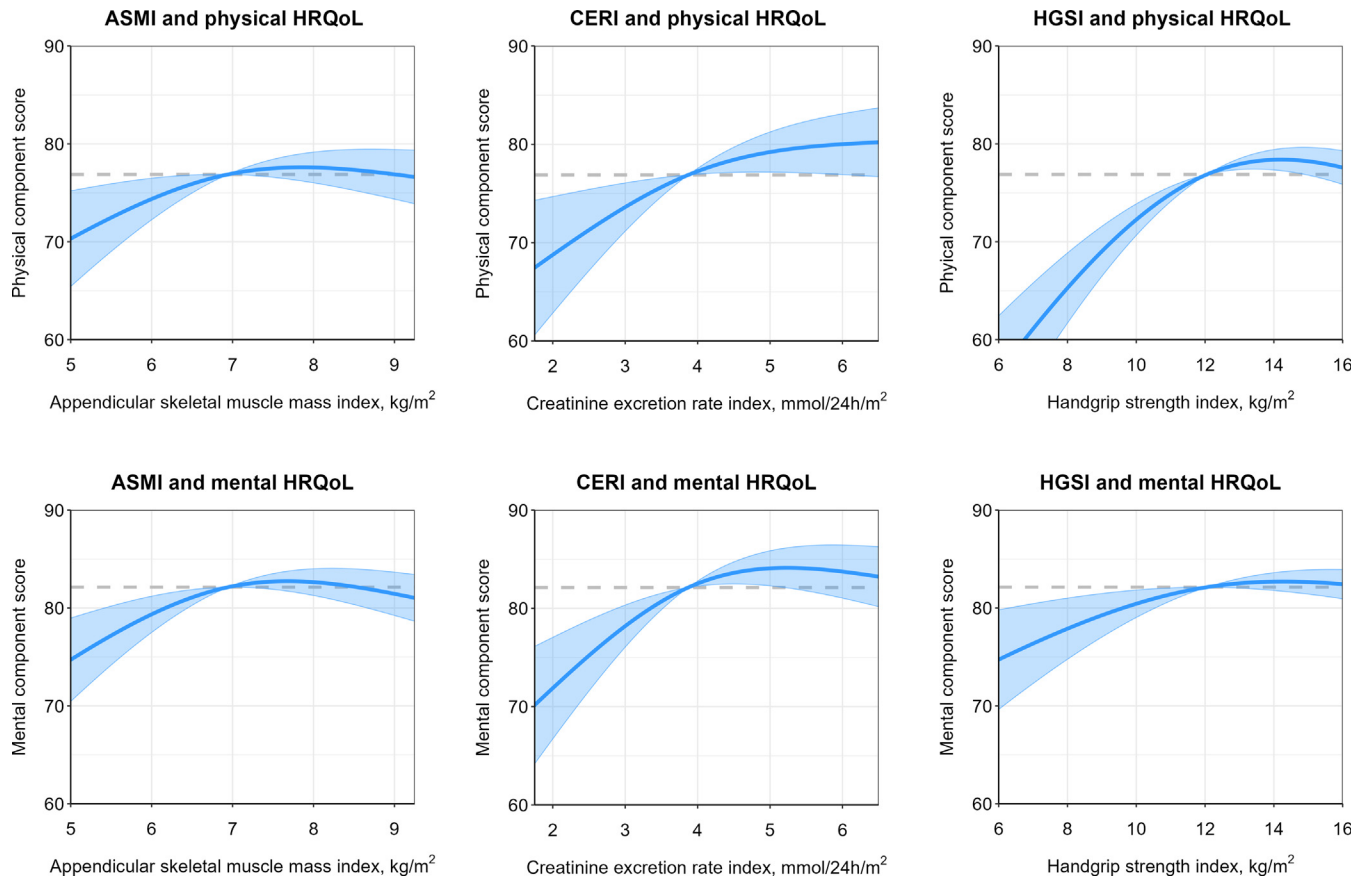 ASMI and physical HRQoL
CERI and physical HRQoL
HGSI and physical HRQoL
Physical component score
90
80
70
60
5 6 7 8 9
Appendicular skeletal muscle mass index, kg/m²
Physical component score
90
80
70
60
2 3 4 5 6
Creatinine excretion rate index, mmol/24h/m²
Phyical component score
90
80
70
60
6 8 10 12 14 16
Handgrip strength index, kg/m²
ASMI and mental HRQoL
CERI and mental HRQoL
HGSI and mental HRQoL
Mental component score
90
80
70
60
5 6 7 8 9
Appendicular skeletal muscle mass index, kg/m²
Mental component score
90
80
70
60
2 3 4 5 6
Creatinine excretion rate index, mmol/24h/m²
Mental component score
90
80
70
60
6 8 10 12 14 16
Handgrip strength index, kg/m²